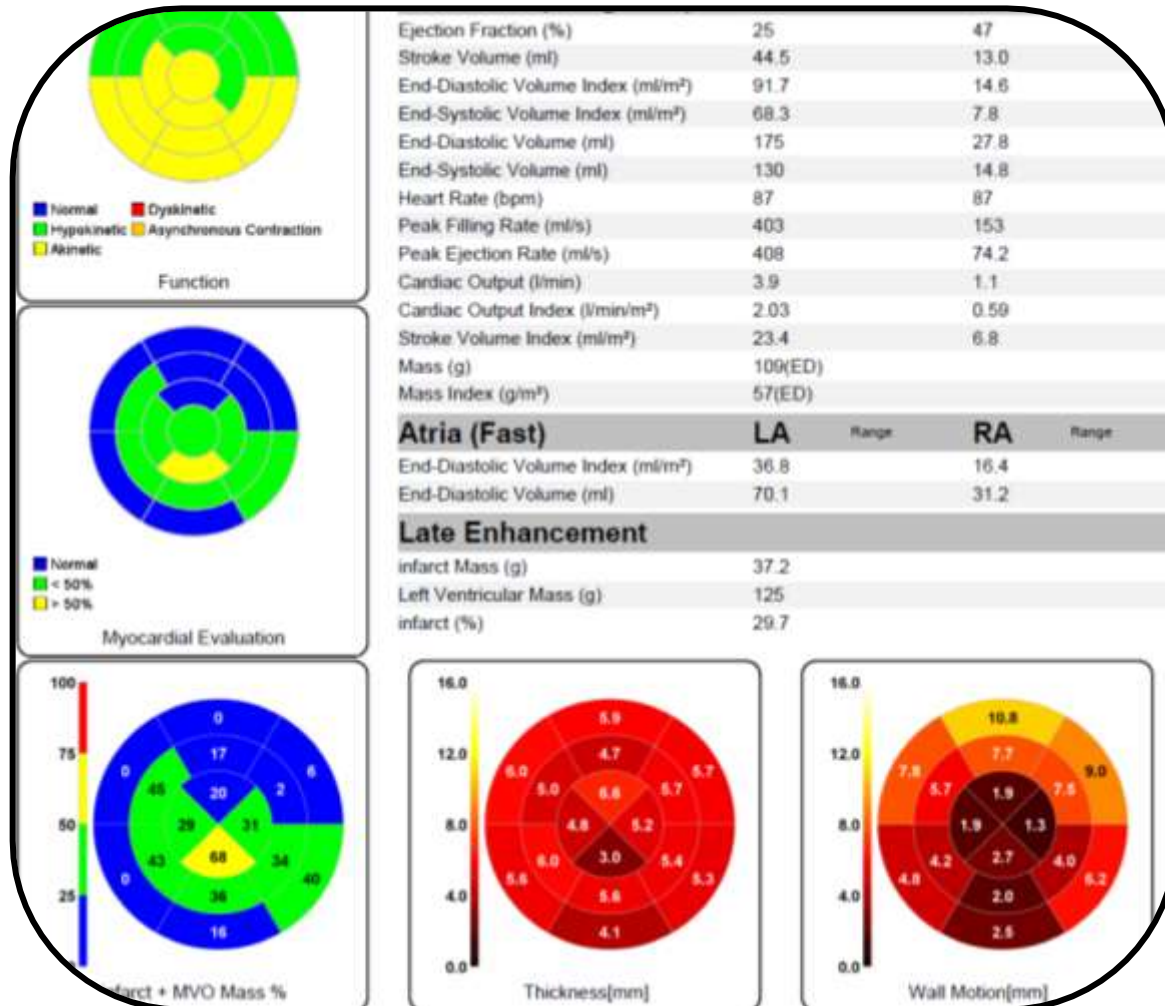 Ejection Fraction (%) 25 47
Stroke Volume (ml) 44.5 13.0
End-Diastolic Volume Index (ml/m²) 91.7 14.6
End-Systolic Volume Index (ml/m²) 68.3 7.8
End-Diastolic Volume (ml) 175 27.8
End-Systolic Volume (ml) 130 14.8
Heart Rate (bpm) 87 87
Peak Filling Rate (ml/s) 403 153
Peak Ejection Rate (ml/s) 408 74.2
Cardiac Output (l/min) 3.9 1.1
Cardiac Output Index (l/min/m²) 2.03 0.59
Stroke Volume Index (ml/m²) 23.4 6.8
Mass (g) 109(ED)
Mass Index (g/m²) 57(ED)
Atria (Fast) LA Range RA Range
End-Diastolic Volume Index (ml/m²) 36.8 16.4
End-Diastolic Volume (ml) 70.1 31.2
Late Enhancement
infarct Mass (g) 37.2
Left Ventricular Mass (g) 125
infarct (%) 29.7
Normal Dyskinetic
Hypokinetic Asynchronous Contraction
Akinetic
Function
Normal
< 50%
> 50%
Myocardial Evaluation
100
75
50
25
0
17
0 6
45 20 2
29 31
68
43 34
0 36 40
16
+ MVO Mass %
16.0
12.0
8.0
4.0
0.0
5.9
4.7
6.0 5.7
5.0 6.6 5.7
4.8 5.2
3.0
6.0 5.4
5.6 5.6 5.3
4.1
Thickness[mm]
16.0
12.0
8.0
4.0
0.0
10.8
7.7
7.8 9.0
5.7 1.9 7.5
1.9 1.3
2.7
4.2 4.0
4.8 2.0 6.2
2.5
Wall Motion[mm]